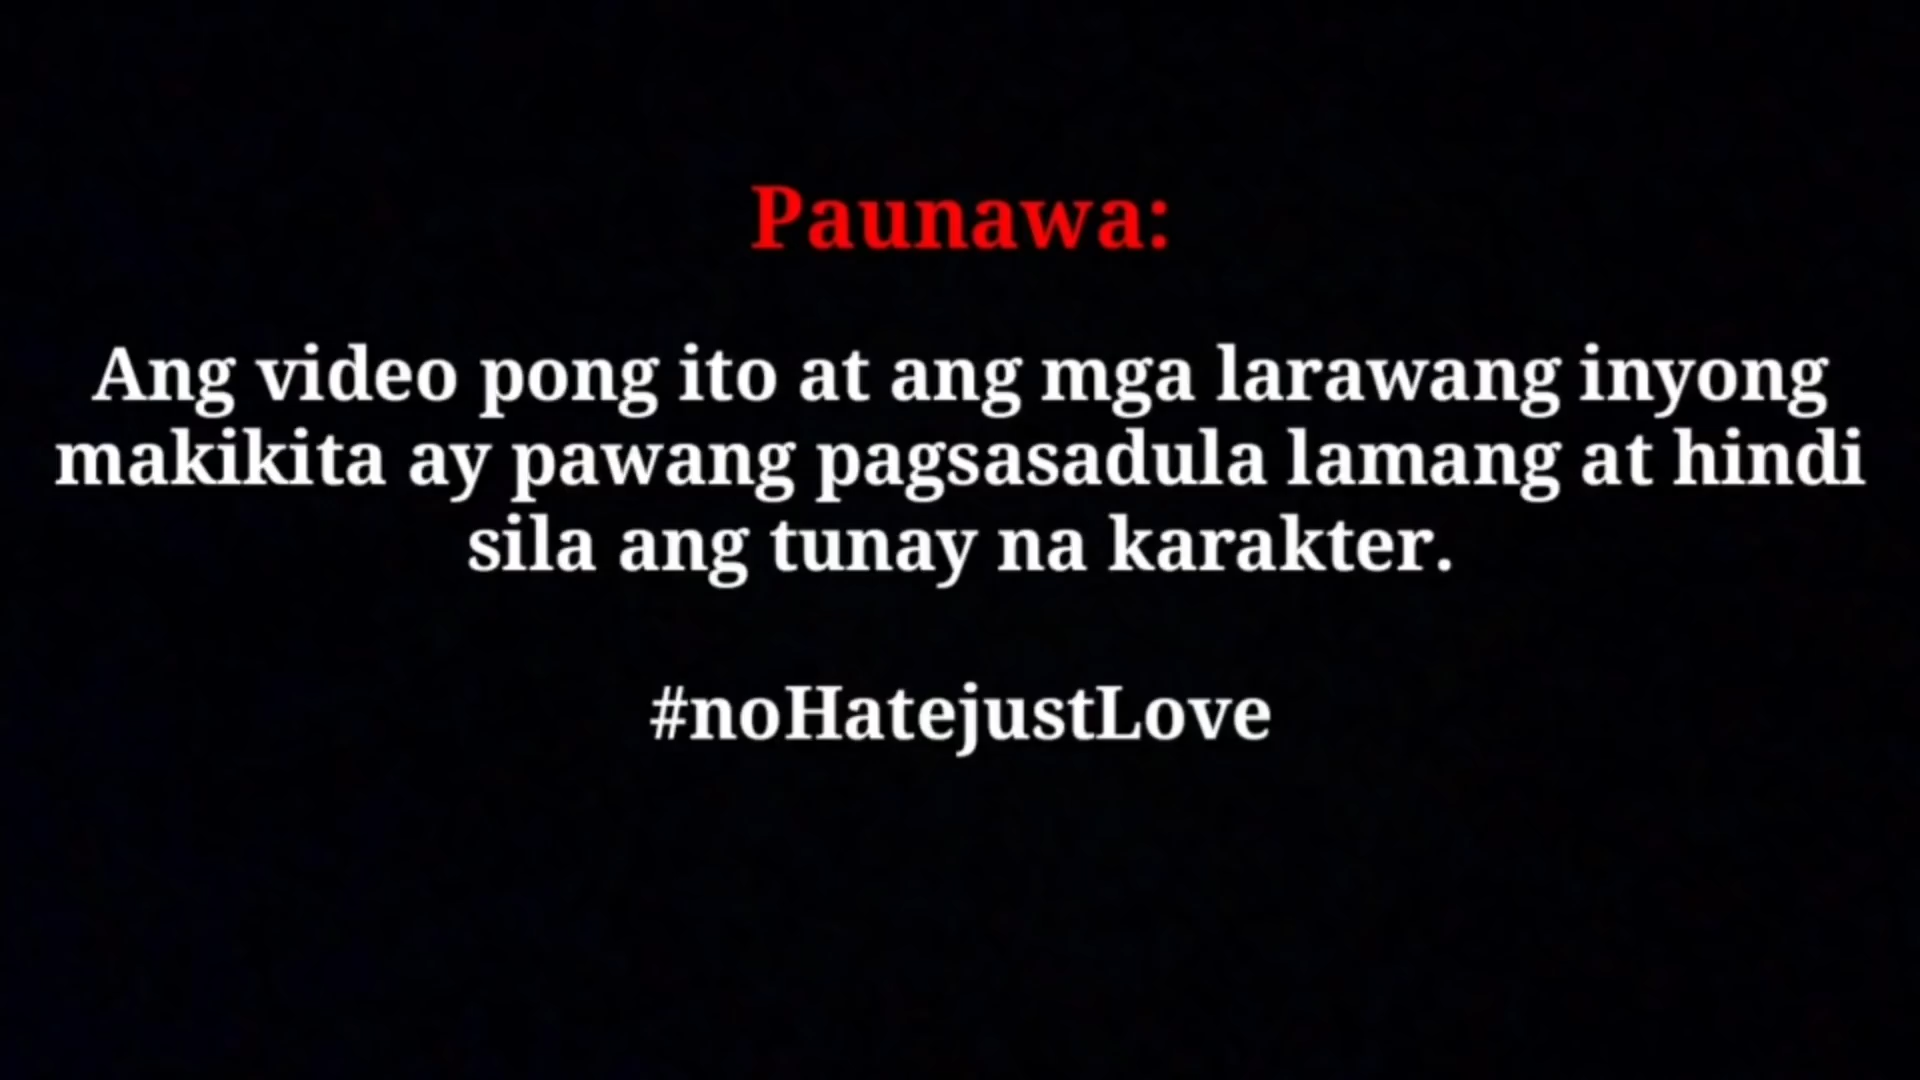 Paunawa:
Ang video pong ito at ang mga larawang inyong
makikita ay pawang pagsasadula lamang at hindi
sila ang tunay na karakter.
#noHatejustLove